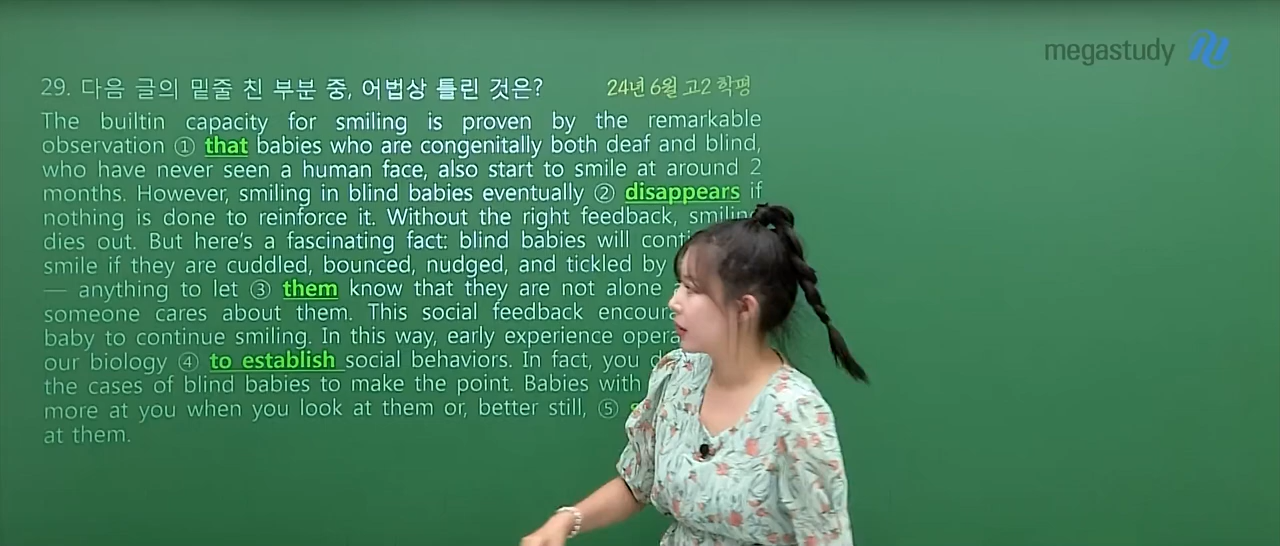 megastudy
29. 다음 글의 밑줄 친 부분 중, 어법상 틀린 것은? 24년 6월 고2 학평
The builtin capacity for smiling is proven by the remarkable
observation ① that babies who are congenitally both deaf and blind,
who have never seen a human face, also start to smile at around 2
months. However, smiling in blind babies eventually ② disappears if
nothing is done to reinforce it. Without the right feedback, smiling
dies out. But here's a fascinating fact: blind babies will
smile if they are cuddled, bounced, nudged, and tickled by
— anything to let ③ them know that they are not alone
someone cares about them. This social feedback
baby to continue smiling. In this way, early experience
our biology ④ to establish social behaviors. In fact, you
the cases of blind babies to make the point. Babies with
more at you when you look at them or, better still, ⑤
at them.